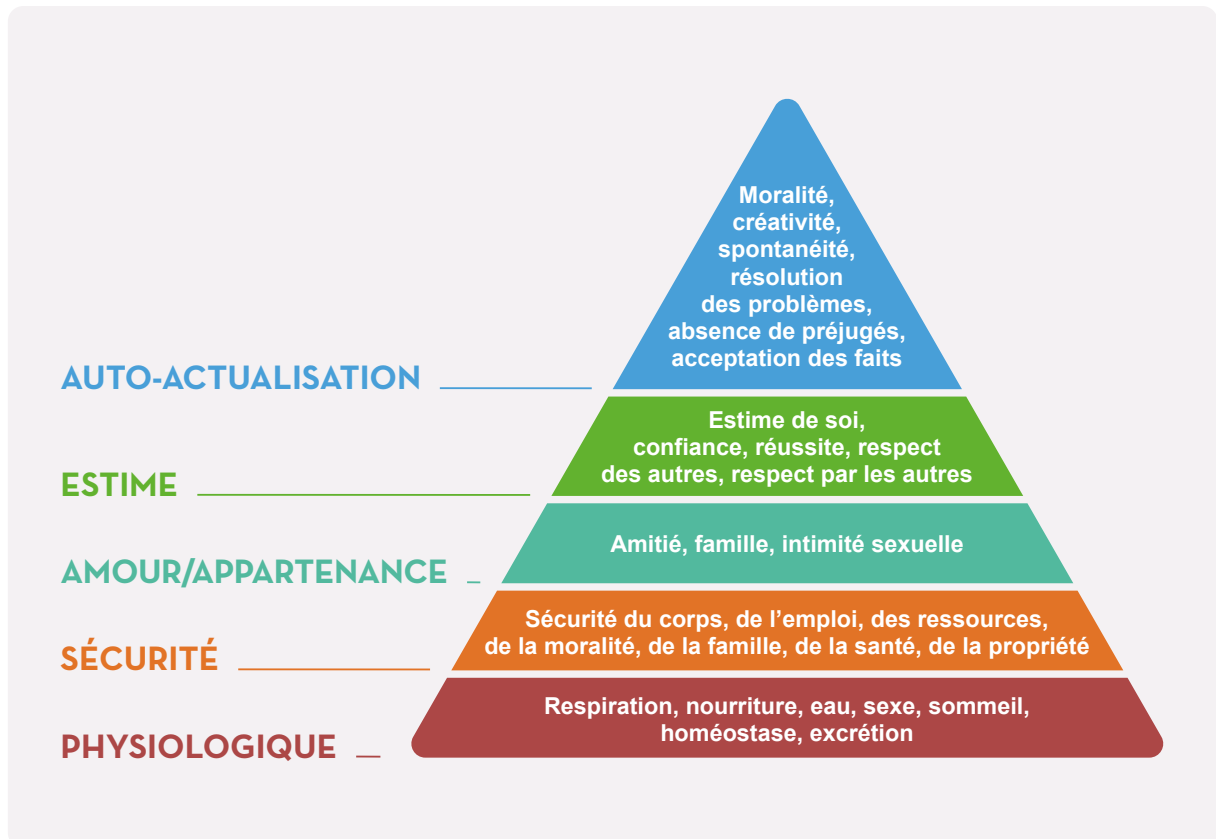 Moralité,
créativité,
spontanéité,
résolution
des problèmes,
absence de préjugés,
acceptation des faits
AUTO-ACTUALISATION
Estime de soi,
confiance, réussite, respect
des autres, respect par les autres
ESTIME
Amitié, famille, intimité sexuelle
AMOUR/APPARTENANCE
Sécurité du corps, de l’emploi, des ressources,
de la moralité, de la famille, de la santé, de la propriété
SÉCURITÉ
Respiration, nourriture, eau, sexe, sommeil,
homéostase, excrétion
PHYSIOLOGIQUE